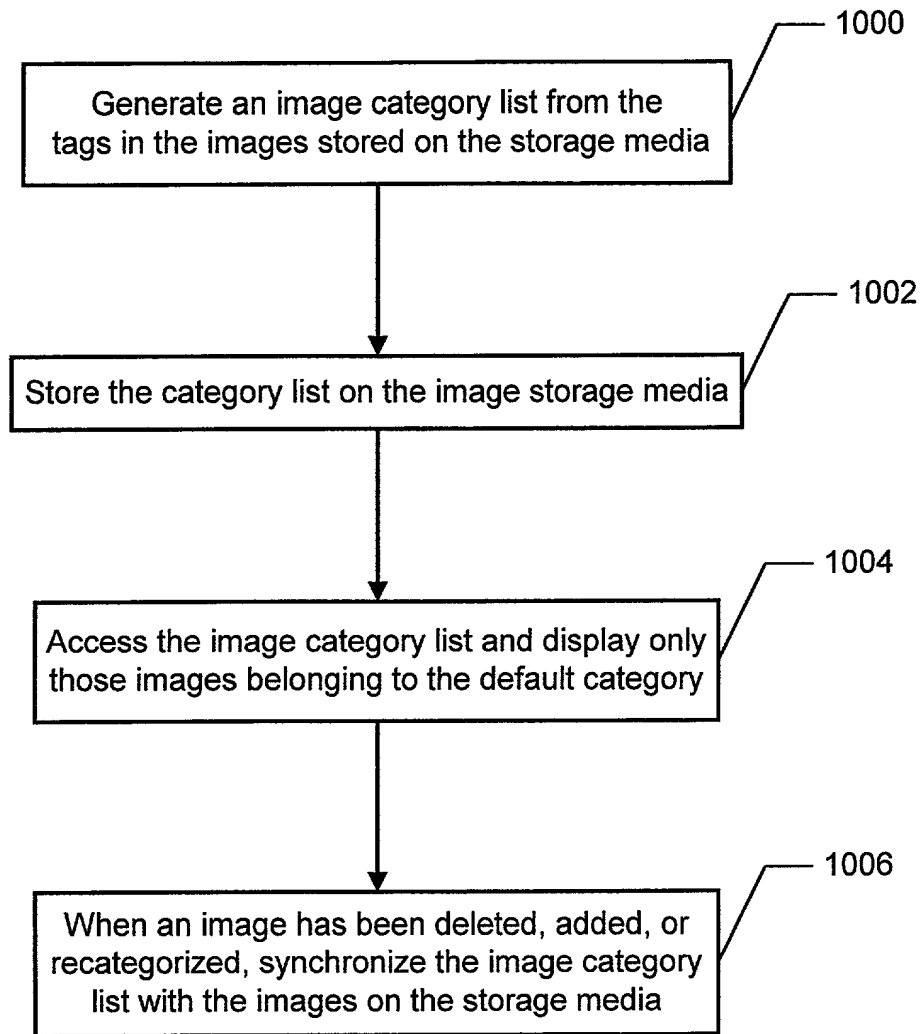 1000
Generate an image category list from the
tags in the images stored on the storage media
1002
Store the category list on the image storage media
1004
Access the image category list and display only
those images belonging to the default category
1006
When an image has been deleted, added, or
recategorized, synchronize the image category
list with the images on the storage media